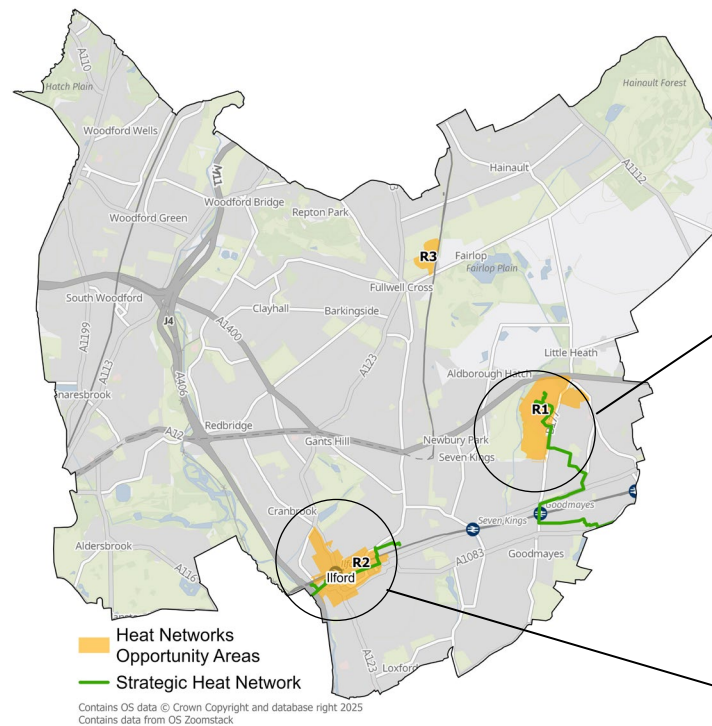 A110
Hatch Plain
Woodford Wells
Hainault Forest
M11
Hainault
A1112
Woodford Bridge
Repton Park
Woodford Green
R3
Fairlop
Fairlop Plain
Fullwell Cross
South Woodford
Clayhall
Barkingside
J4
A1400
A1199
A113
A123
Little Heath
Aldborough Hatch
naresbrook
A406
R1
Redbridge
A12
Gants Hill
Newbury Park
Seven Kings
Cranbrook
Goodmayes
Seven Kings
Aldersbrook
R2
A1083
Goodmayes
A116
Ilford
Loxford
A123
Heat Networks
Opportunity Areas
Strategic Heat Network
Contains OS data © Crown Copyright and database right 2025
Contains data from OS Zoomstack